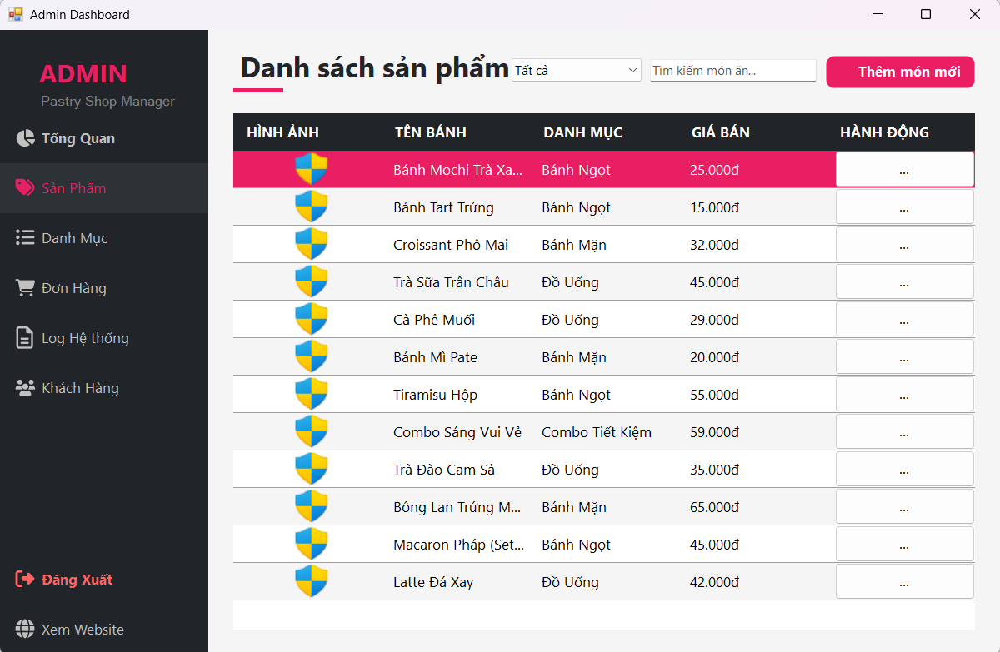 Admin Dashboard
ADMIN
Pastry Shop Manager
Tổng Quan
Sản Phẩm
Danh Mục
Đơn Hàng
Log Hệ thống
Khách Hàng
Đăng Xuất
Xem Website
Danh sách sản phẩm Tất cả Tìm kiếm món ăn... Thêm món mới
HÌNH ẢNH TÊN BÁNH DANH MỤC GIÁ BÁN HÀNH ĐỘNG
Bánh Mochi Trà Xa... Bánh Ngọt 25.000đ ...
Bánh Tart Trứng Bánh Ngọt 15.000đ ...
Croissant Phô Mai Bánh Mặn 32.000đ ...
Trà Sữa Trân Châu Đồ Uống 45.000đ ...
Cà Phê Muối Đồ Uống 29.000đ ...
Bánh Mì Pate Bánh Mặn 20.000đ ...
Tiramisu Hộp Bánh Ngọt 55.000đ ...
Combo Sáng Vui Vẻ Combo Tiết Kiệm 59.000đ ...
Trà Đào Cam Sả Đồ Uống 35.000đ ...
Bông Lan Trứng M... Bánh Mặn 65.000đ ...
Macaron Pháp (Set... Bánh Ngọt 45.000đ ...
Latte Đá Xay Đồ Uống 42.000đ ...